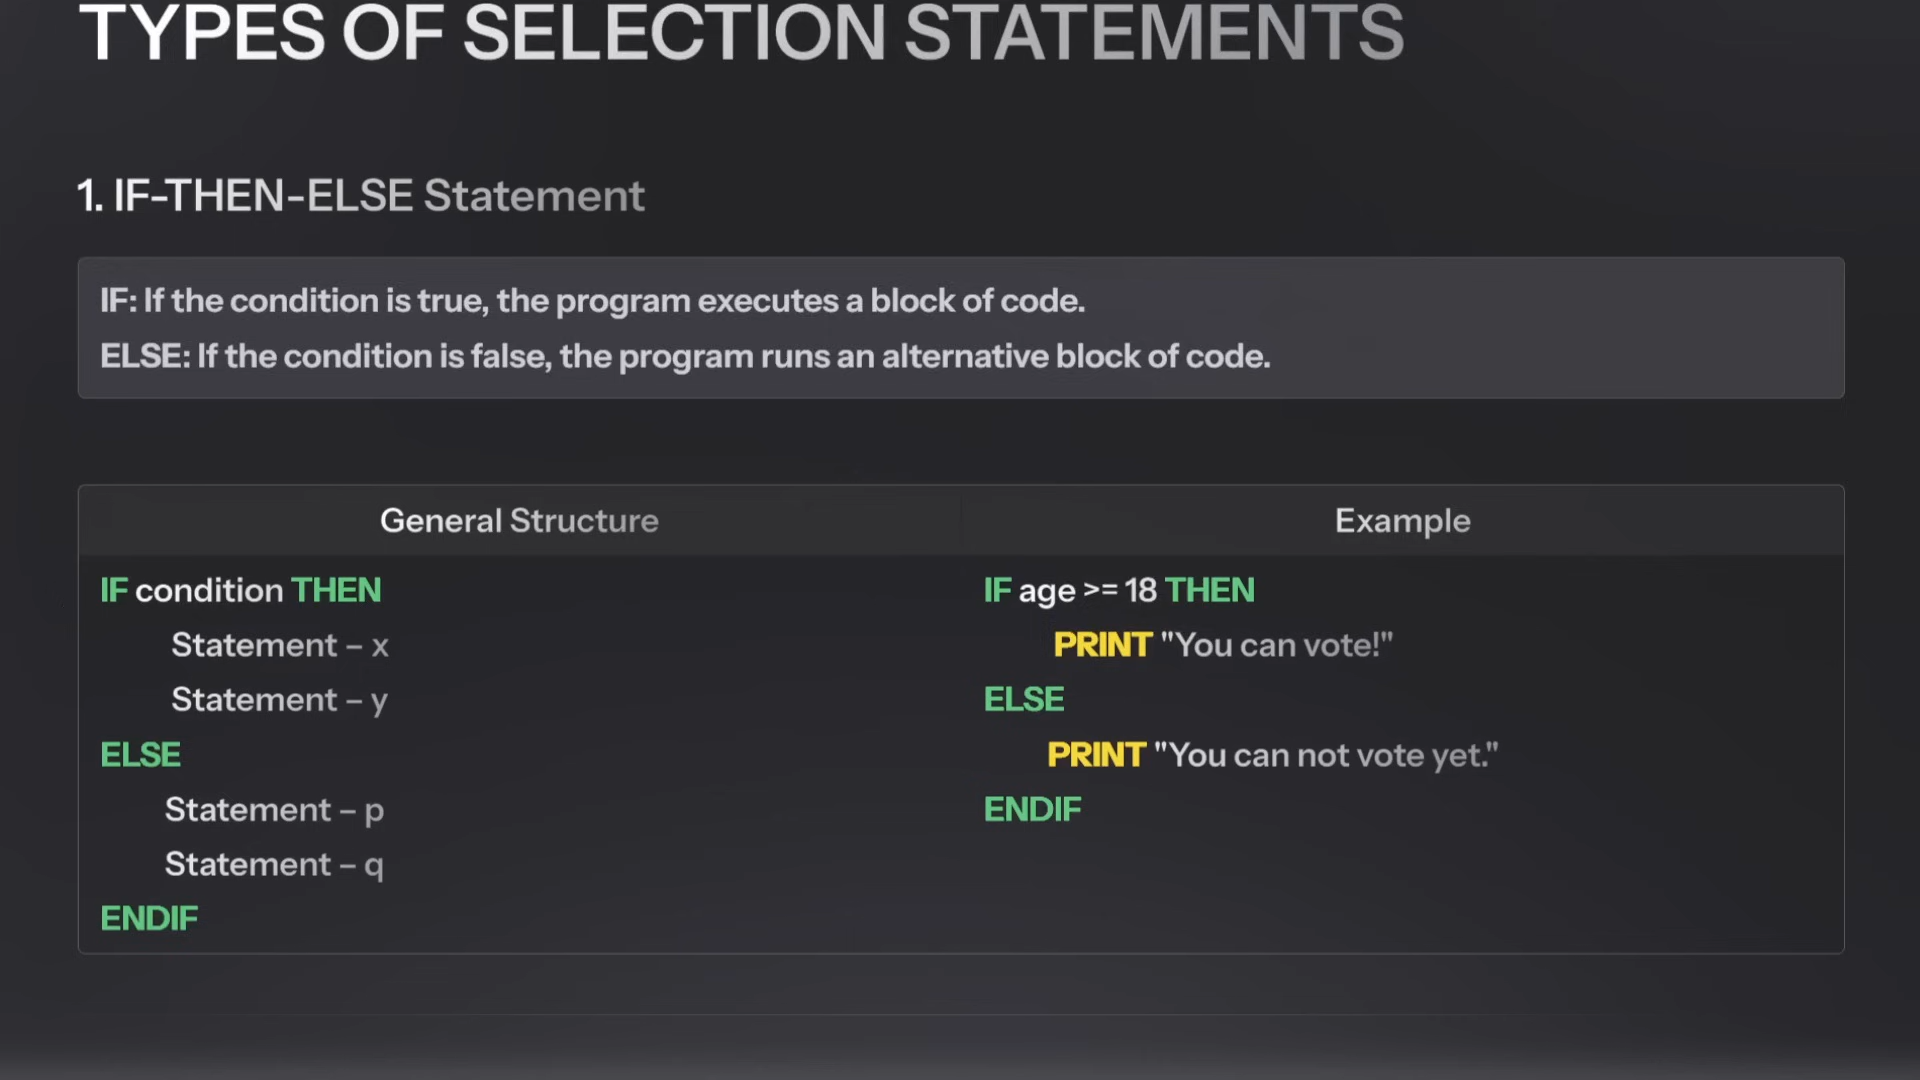 TYPES OF SELECTION STATEMENTS
1. IF-THEN-ELSE Statement
IF: If the condition is true, the program executes a block of code.
ELSE: If the condition is false, the program runs an alternative block of code.
General Structure
IF condition THEN
Statement – x
Statement – y
ELSE
Statement – p
Statement – q
ENDIF
Example
IF age >= 18 THEN
PRINT "You can vote!"
ELSE
PRINT "You can not vote yet."
ENDIF